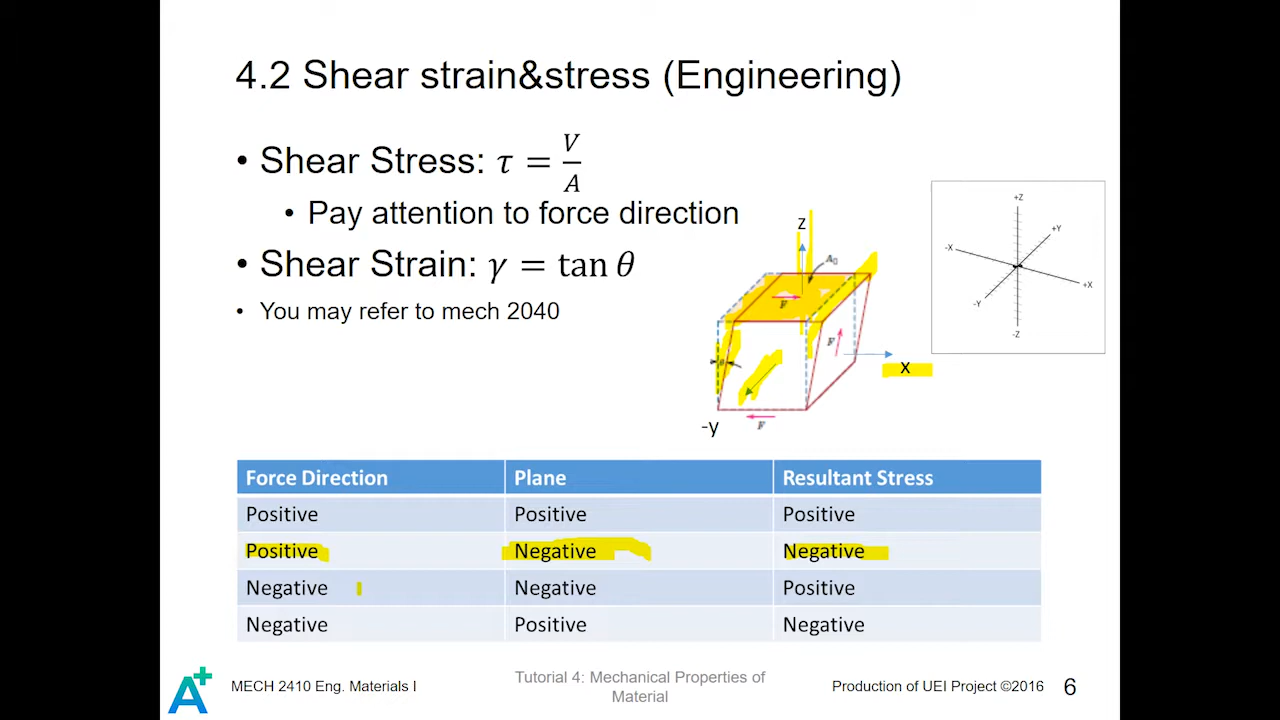 4.2 Shear strain&stress (Engineering)
• Shear Stress: τ = V/A
• Pay attention to force direction
• Shear Strain: γ = tan θ
• You may refer to mech 2040
Z
A₀
F
F
θ
x
-y
F
+Z
+Y
-X
+X
-Y
-Z
Force Direction Plane Resultant Stress
Positive Positive Positive
Positive Negative Negative
Negative Negative Positive
Negative Positive Negative
A+
MECH 2410 Eng. Materials I
Tutorial 4: Mechanical Properties of
Material
Production of UEI Project ©2016
6